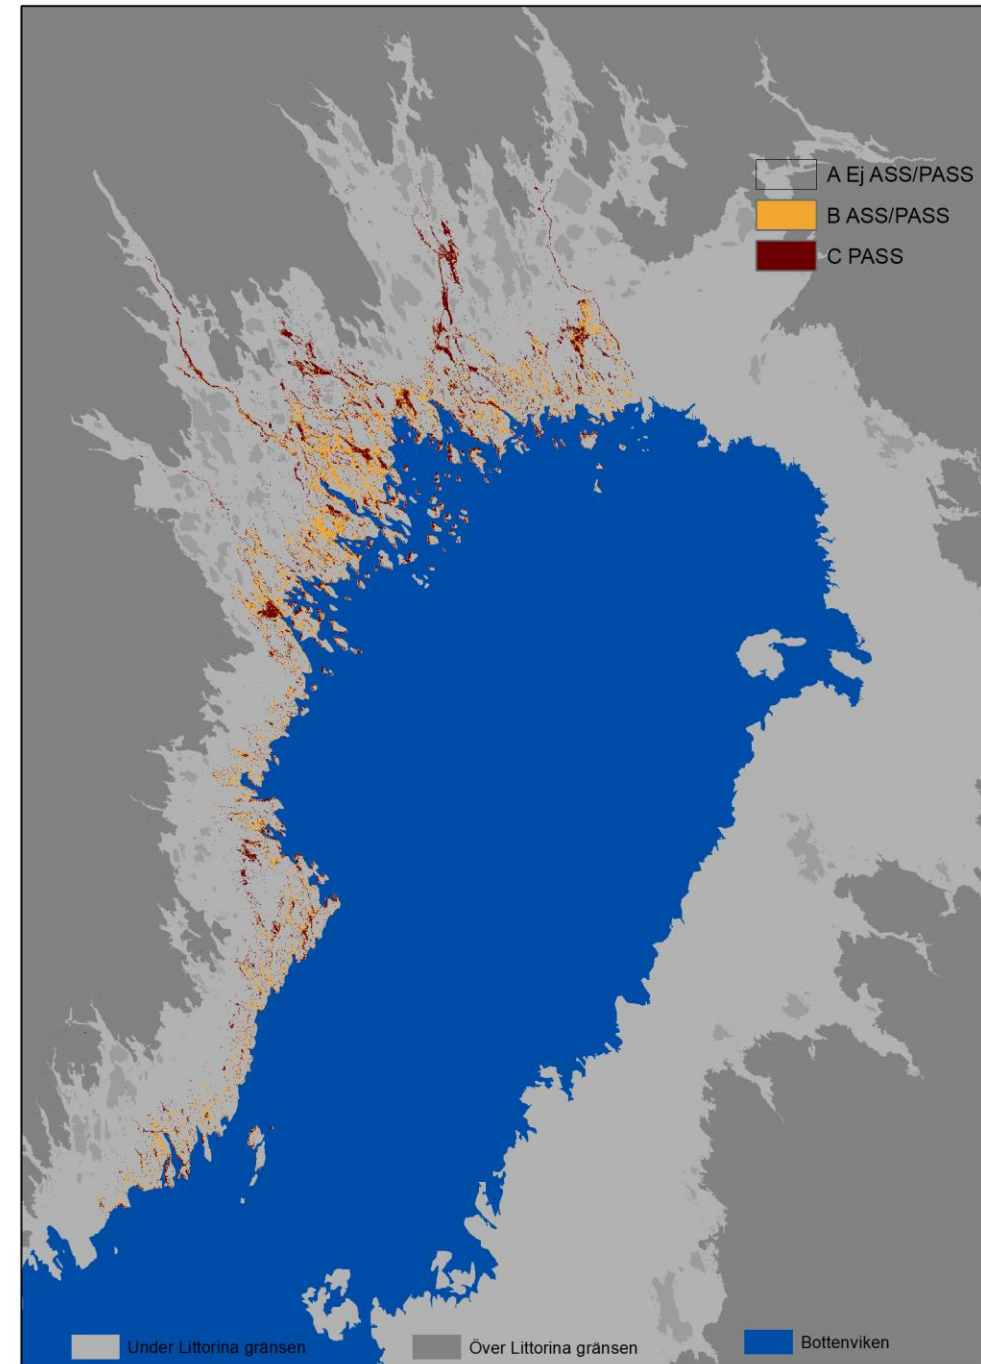 A Ej ASS/PASS
B ASS/PASS
C PASS
Under Littorina gränsen
Över Littorina gränsen
Bottenviken